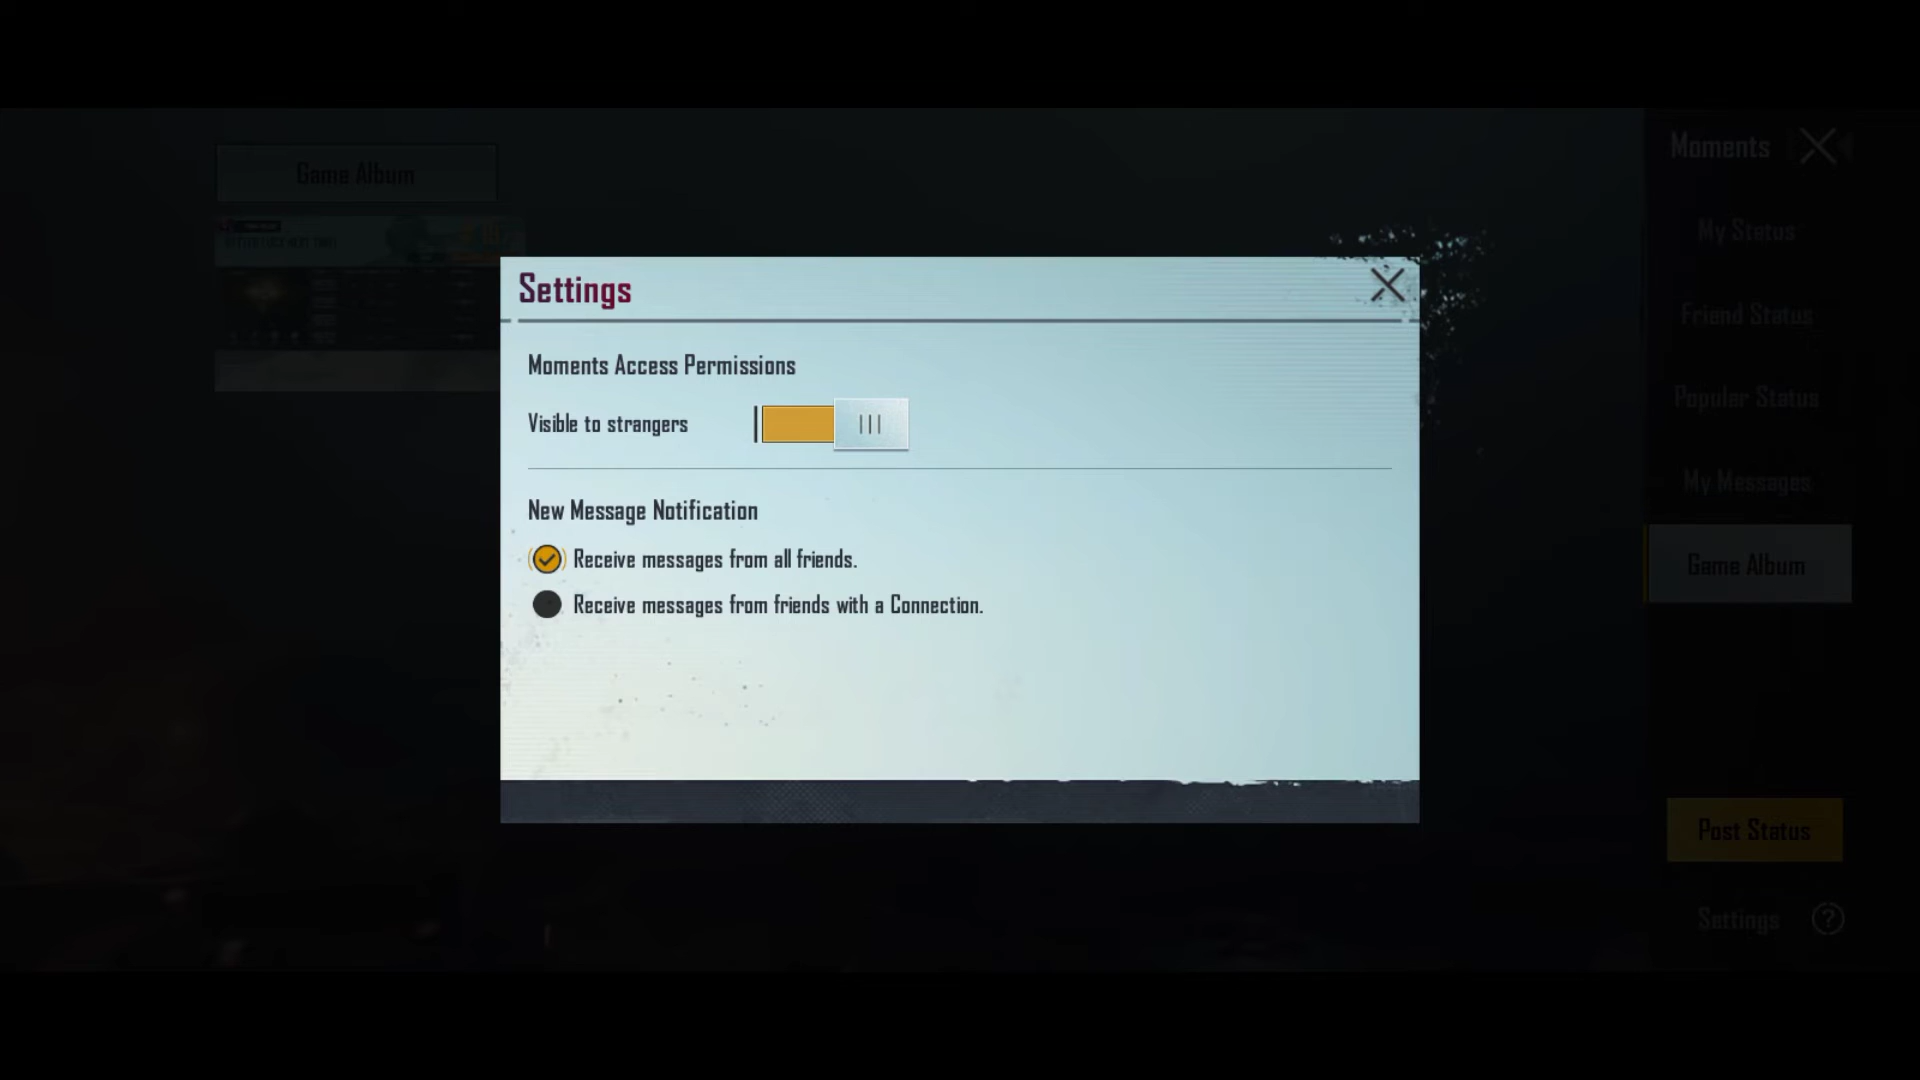 Game Album
Moments
My Status
Friend Status
Popular Status
My Messages
Game Album
Settings
Moments Access Permissions
Visible to strangers
New Message Notification
Receive messages from all friends.
Receive messages from friends with a Connection.
Post Status
Settings
?